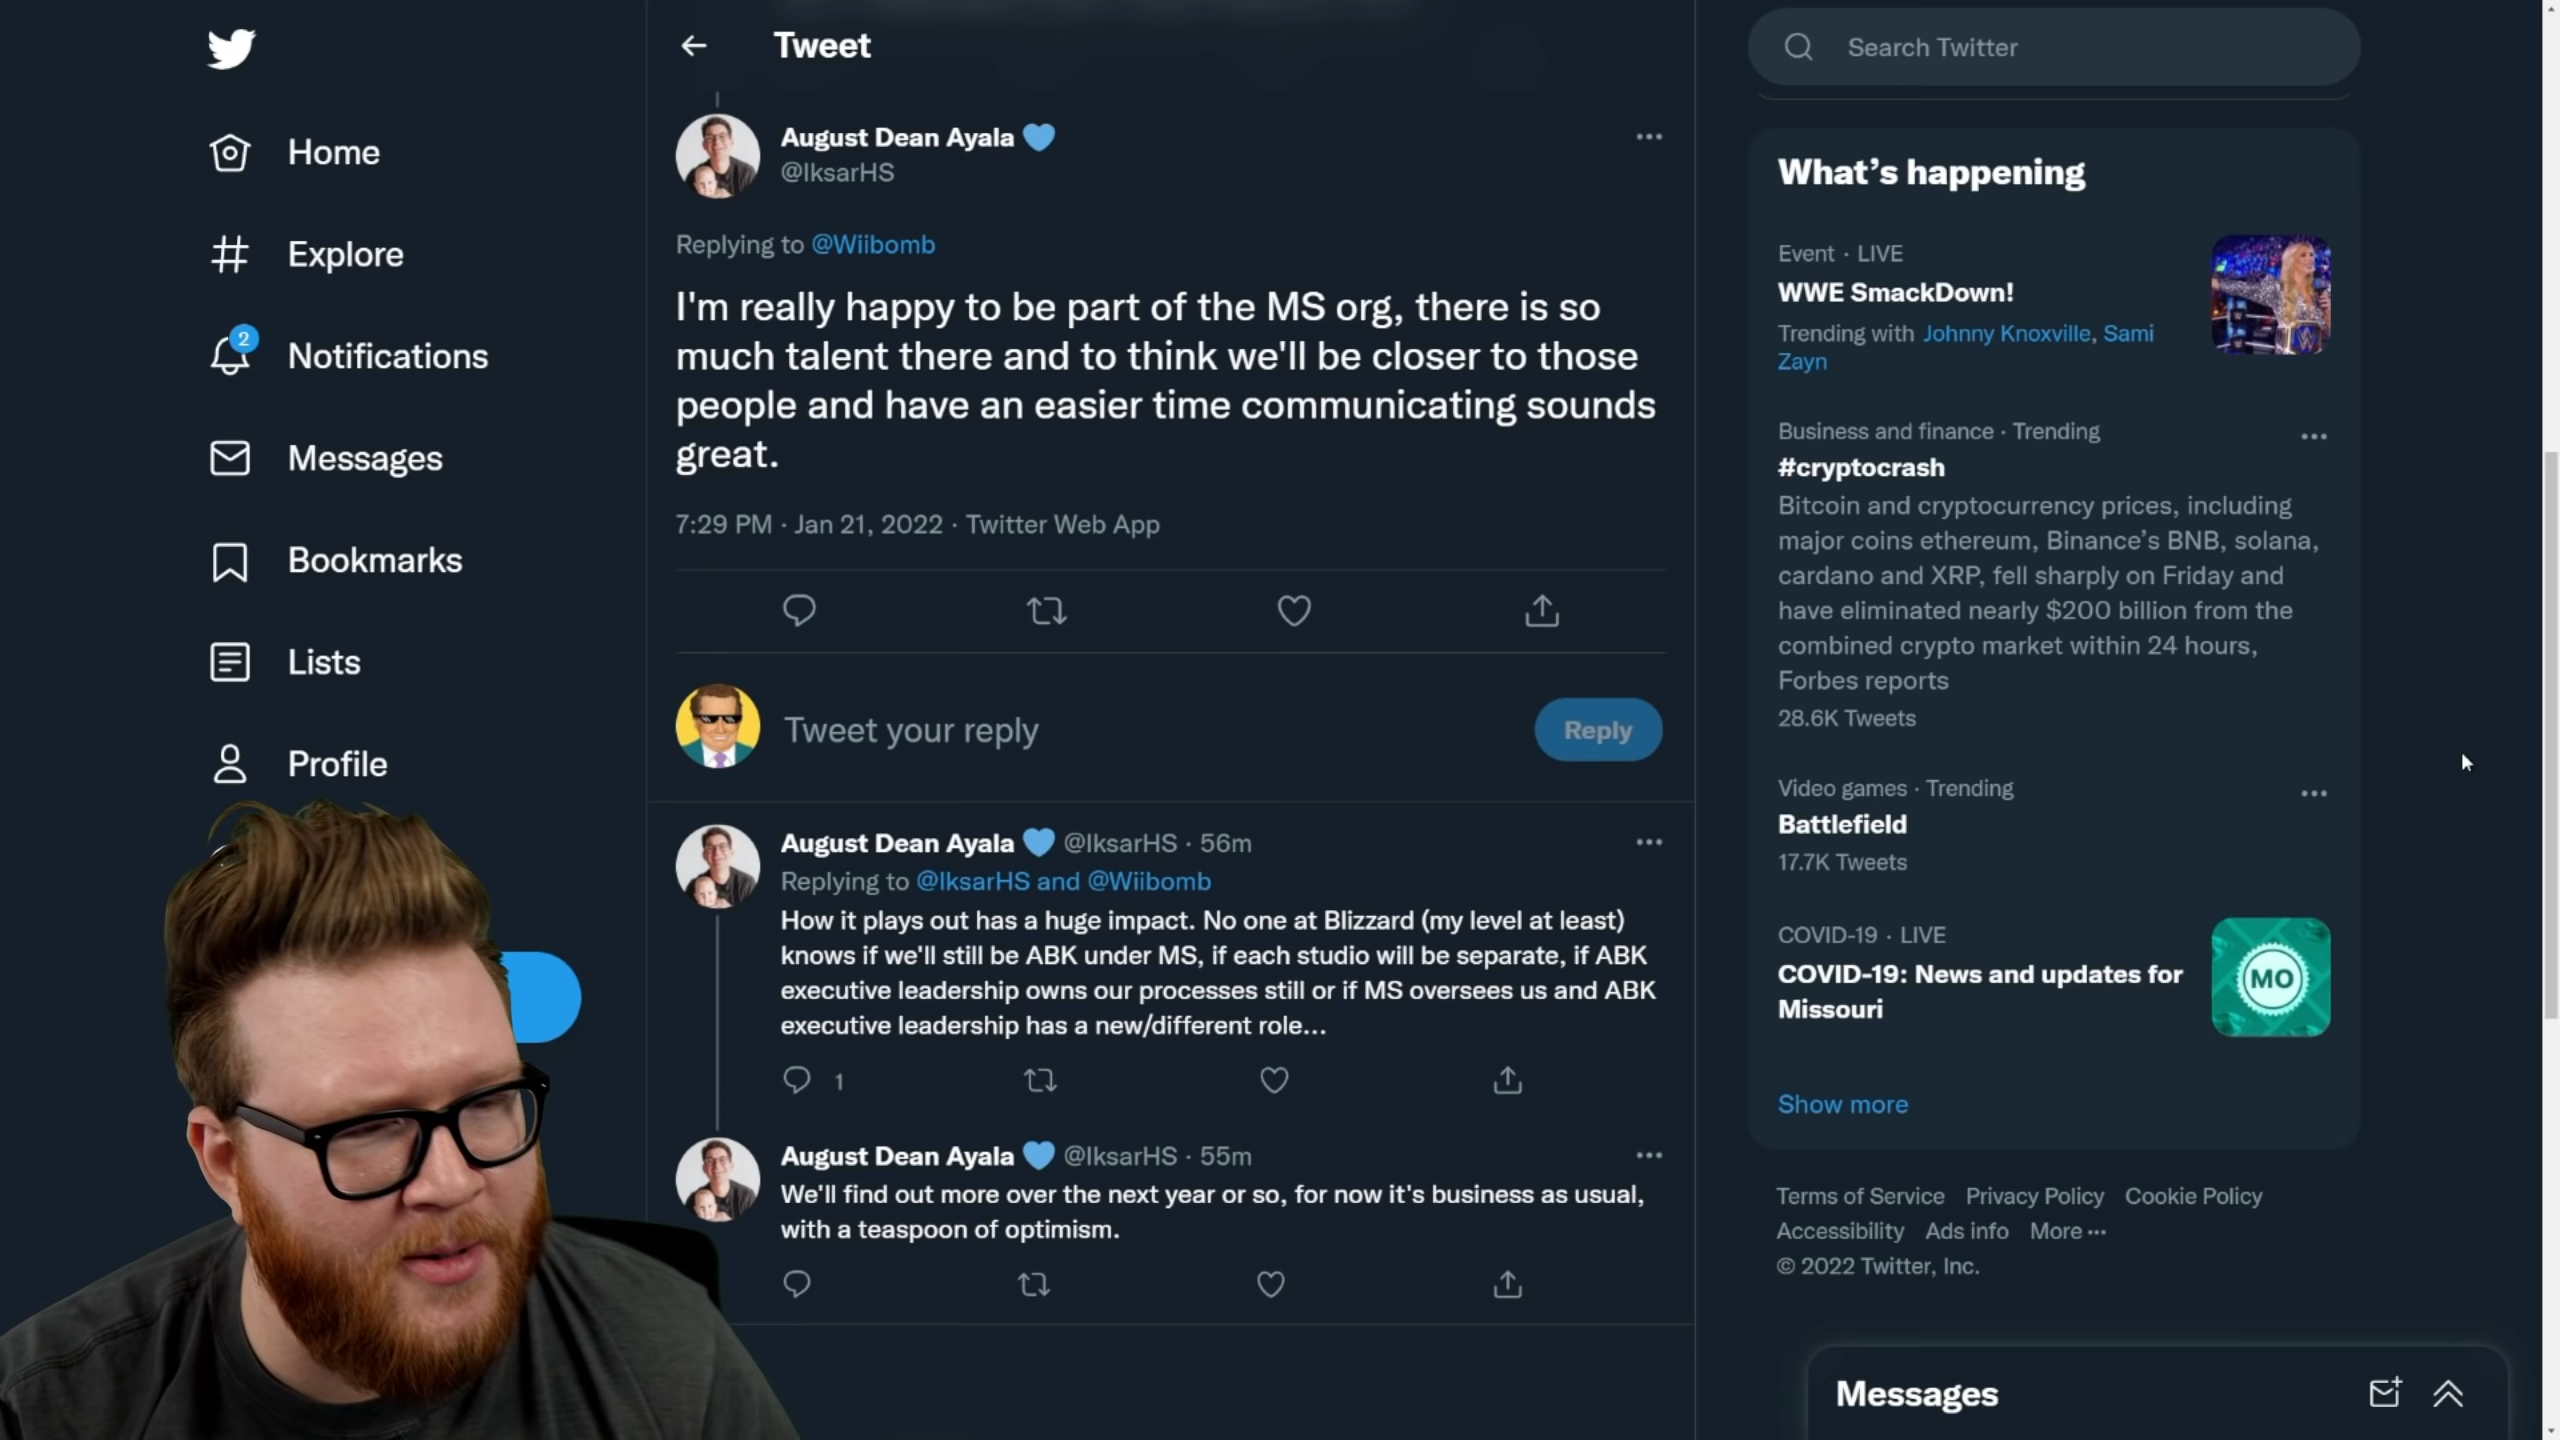 Home
Explore
2
Notifications
Messages
Bookmarks
Lists
Profile
Tweet
August Dean Ayala 💙
@IksarHS
Replying to @Wiibomb
I'm really happy to be part of the MS org, there is so
much talent there and to think we'll be closer to those
people and have an easier time communicating sounds
great.
7:29 PM · Jan 21, 2022 · Twitter Web App
Tweet your reply
Reply
August Dean Ayala 💙 @IksarHS · 56m
Replying to @IksarHS and @Wiibomb
How it plays out has a huge impact. No one at Blizzard (my level at least)
knows if we'll still be ABK under MS, if each studio will be separate, if ABK
executive leadership owns our processes still or if MS oversees us and ABK
executive leadership has a new/different role...
1
August Dean Ayala 💙 @IksarHS · 55m
We'll find out more over the next year or so, for now it's business as usual,
with a teaspoon of optimism.
Search Twitter
What's happening
Event · LIVE
WWE SmackDown!
Trending with Johnny Knoxville, Sami
Zayn
Business and finance · Trending
#cryptocrash
Bitcoin and cryptocurrency prices, including
major coins ethereum, Binance's BNB, solana,
cardano and XRP, fell sharply on Friday and
have eliminated nearly $200 billion from the
combined crypto market within 24 hours,
Forbes reports
28.6K Tweets
Video games · Trending
Battlefield
17.7K Tweets
COVID-19 · LIVE
COVID-19: News and updates for
Missouri
MO
Show more
Terms of Service Privacy Policy Cookie Policy
Accessibility Ads info More ···
© 2022 Twitter, Inc.
Messages